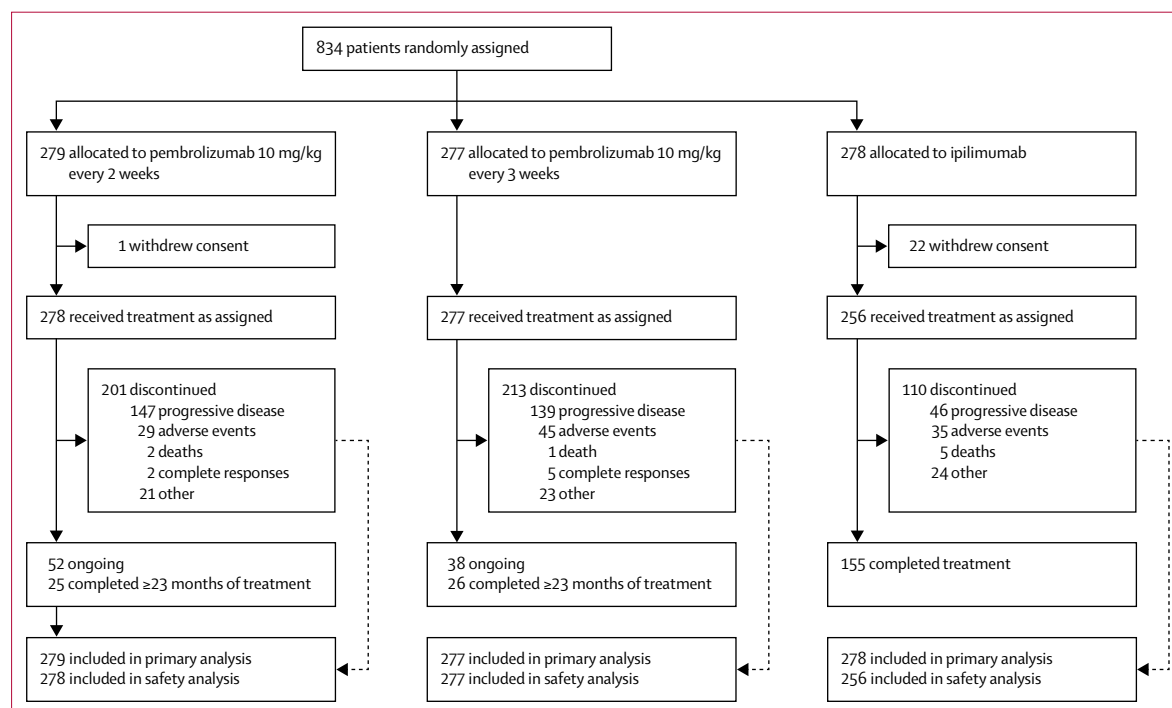 834 patients randomly assigned
279 allocated to pembrolizumab 10 mg/kg
every 2 weeks
277 allocated to pembrolizumab 10 mg/kg
every 3 weeks
278 allocated to ipilimumab
1 withdrew consent
22 withdrew consent
278 received treatment as assigned
277 received treatment as assigned
256 received treatment as assigned
201 discontinued
147 progressive disease
29 adverse events
2 deaths
2 complete responses
21 other
213 discontinued
139 progressive disease
45 adverse events
1 death
5 complete responses
23 other
110 discontinued
46 progressive disease
35 adverse events
5 deaths
24 other
52 ongoing
25 completed ≥23 months of treatment
38 ongoing
26 completed ≥23 months of treatment
155 completed treatment
279 included in primary analysis
278 included in safety analysis
277 included in primary analysis
277 included in safety analysis
278 included in primary analysis
256 included in safety analysis